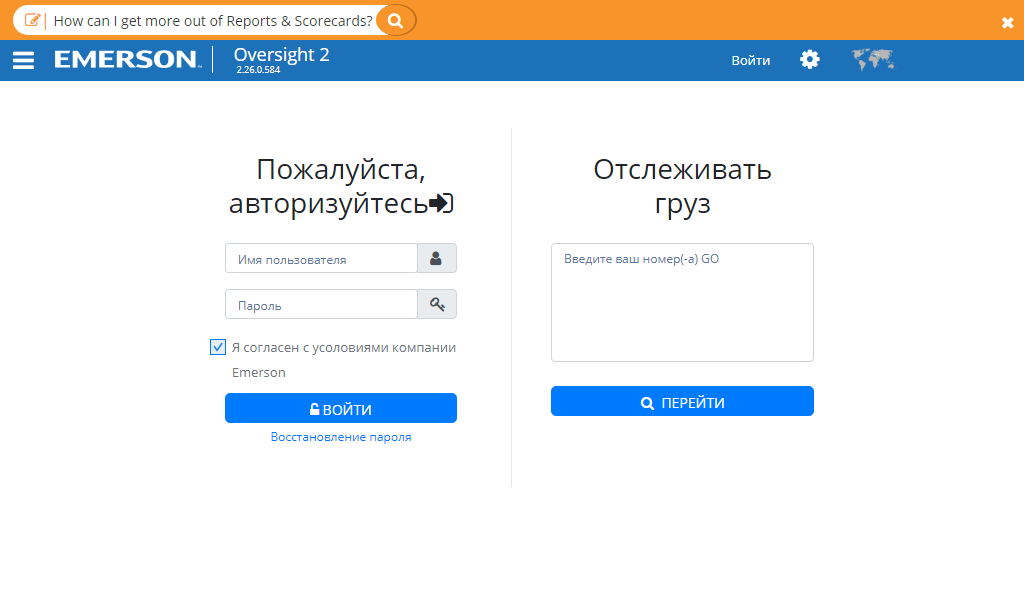 How can I get more out of Reports & Scorecards?
EMERSON™
Oversight 2
2.26.0.584
Войти
Пожалуйста,
авторизуйтесь
Имя пользователя
Пароль
Я согласен с усоловиями компании
Emerson
ВОЙТИ
Восстановление пароля
Отслеживать
груз
Введите ваш номер(-а) GO
ПЕРЕЙТИ